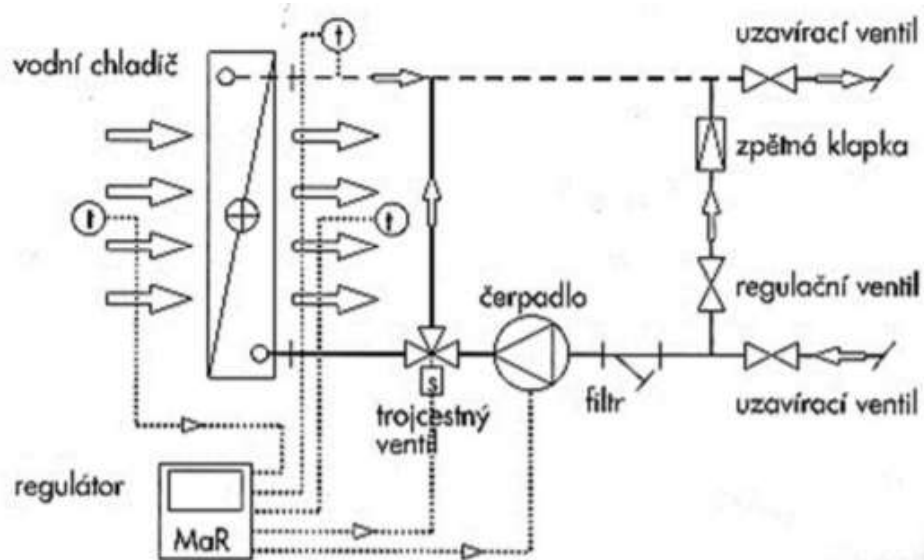 uzavírací ventil
vodní chladič
t
zpětná klapka
t
t
čerpadlo
regulační ventil
s
trojcestný
ventil
filtr
uzavírací ventil
regulátor
MaR